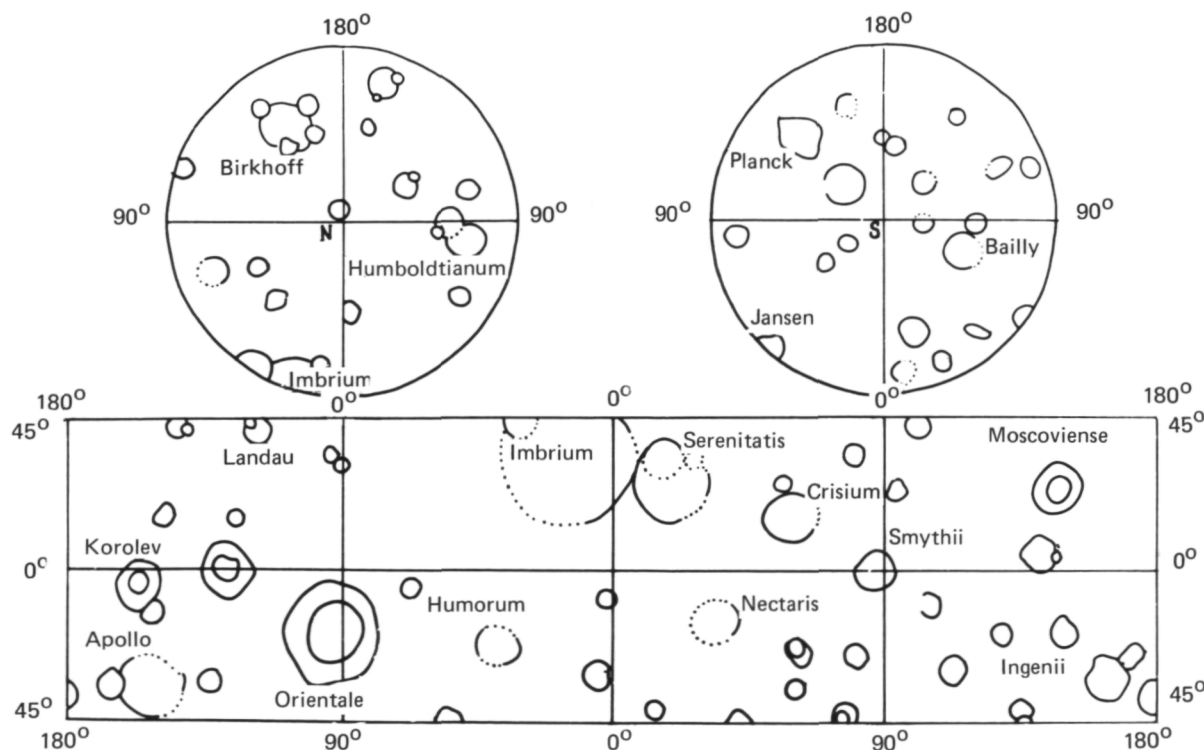 180° 180°
Birkhoff
Planck
90° 90° 90° 90°
N S
Humboldtianum
Bailly
Jansen
Imbrium
180° 0° 0° 0° 180°
45° 45°
Landau Imbrium Serenitatis Moscoviense
Crisium
Korolev Smythii
0° 0°
Humorum Nectaris
Apollo
Ingenii
Orientale
45° 45°
180° 90° 0° 90° 180°